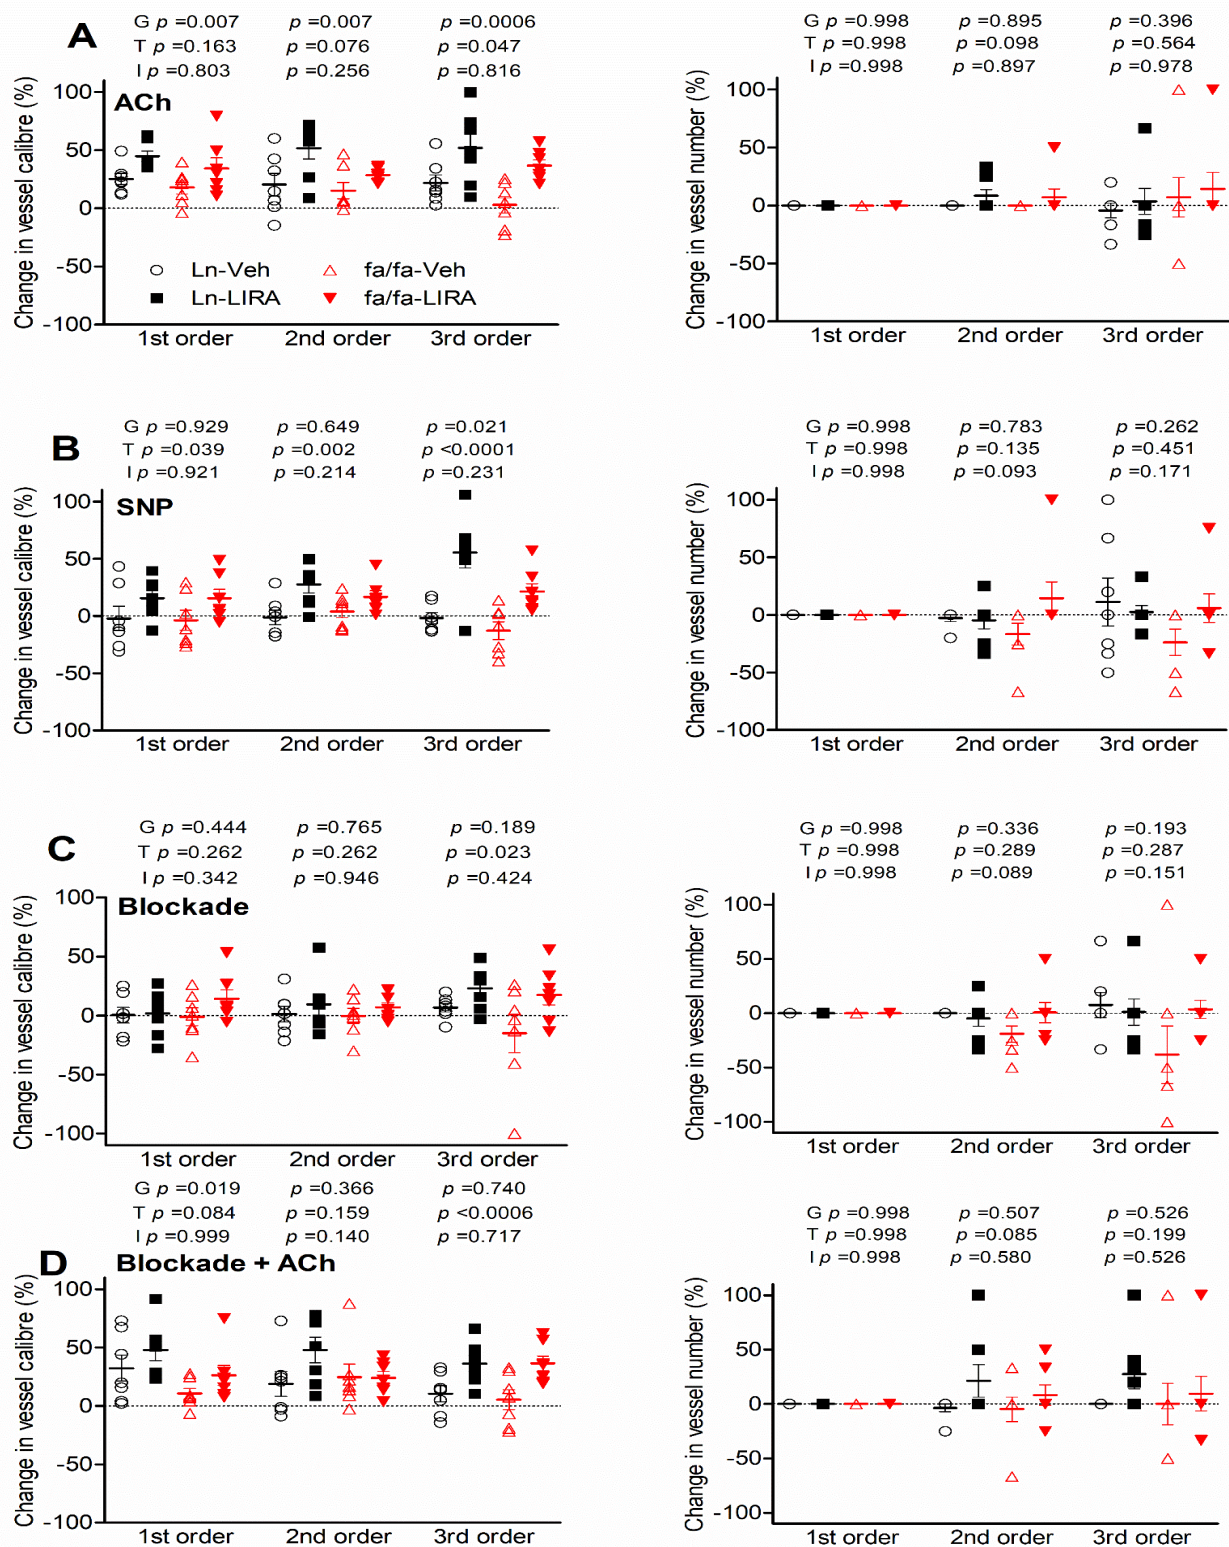 A
G p =0.007 p =0.007 p =0.0006
T p =0.163 p =0.076 p =0.047
I p =0.803 p =0.256 p =0.816
ACh
Change in vessel calibre (%)
100
50
0
-50
-100
Ln-Veh fa/fa-Veh
Ln-LIRA fa/fa-LIRA
1st order 2nd order 3rd order
G p =0.998 p =0.895 p =0.396
T p =0.998 p =0.098 p =0.564
I p =0.998 p =0.897 p =0.978
Change in vessel number (%)
100
50
0
-50
-100
1st order 2nd order 3rd order
B
G p =0.929 p =0.649 p =0.021
T p =0.039 p =0.002 p <0.0001
I p =0.921 p =0.214 p =0.231
SNP
Change in vessel calibre (%)
100
50
0
-50
-100
1st order 2nd order 3rd order
G p =0.998 p =0.783 p =0.262
T p =0.998 p =0.135 p =0.451
I p =0.998 p =0.093 p =0.171
Change in vessel number (%)
100
50
0
-50
-100
1st order 2nd order 3rd order
C
G p =0.444 p =0.765 p =0.189
T p =0.262 p =0.262 p =0.023
I p =0.342 p =0.946 p =0.424
Blockade
Change in vessel calibre (%)
100
50
0
-50
-100
1st order 2nd order 3rd order
G p =0.998 p =0.336 p =0.193
T p =0.998 p =0.289 p =0.287
I p =0.998 p =0.089 p =0.151
Change in vessel number (%)
100
50
0
-50
-100
1st order 2nd order 3rd order
D
G p =0.019 p =0.366 p =0.740
T p =0.084 p =0.159 p <0.0006
I p =0.999 p =0.140 p =0.717
Blockade + ACh
Change in vessel calibre (%)
100
50
0
-50
-100
1st order 2nd order 3rd order
G p =0.998 p =0.507 p =0.526
T p =0.998 p =0.085 p =0.199
I p =0.998 p =0.580 p =0.526
Change in vessel number (%)
100
50
0
-50
-100
1st order 2nd order 3rd order